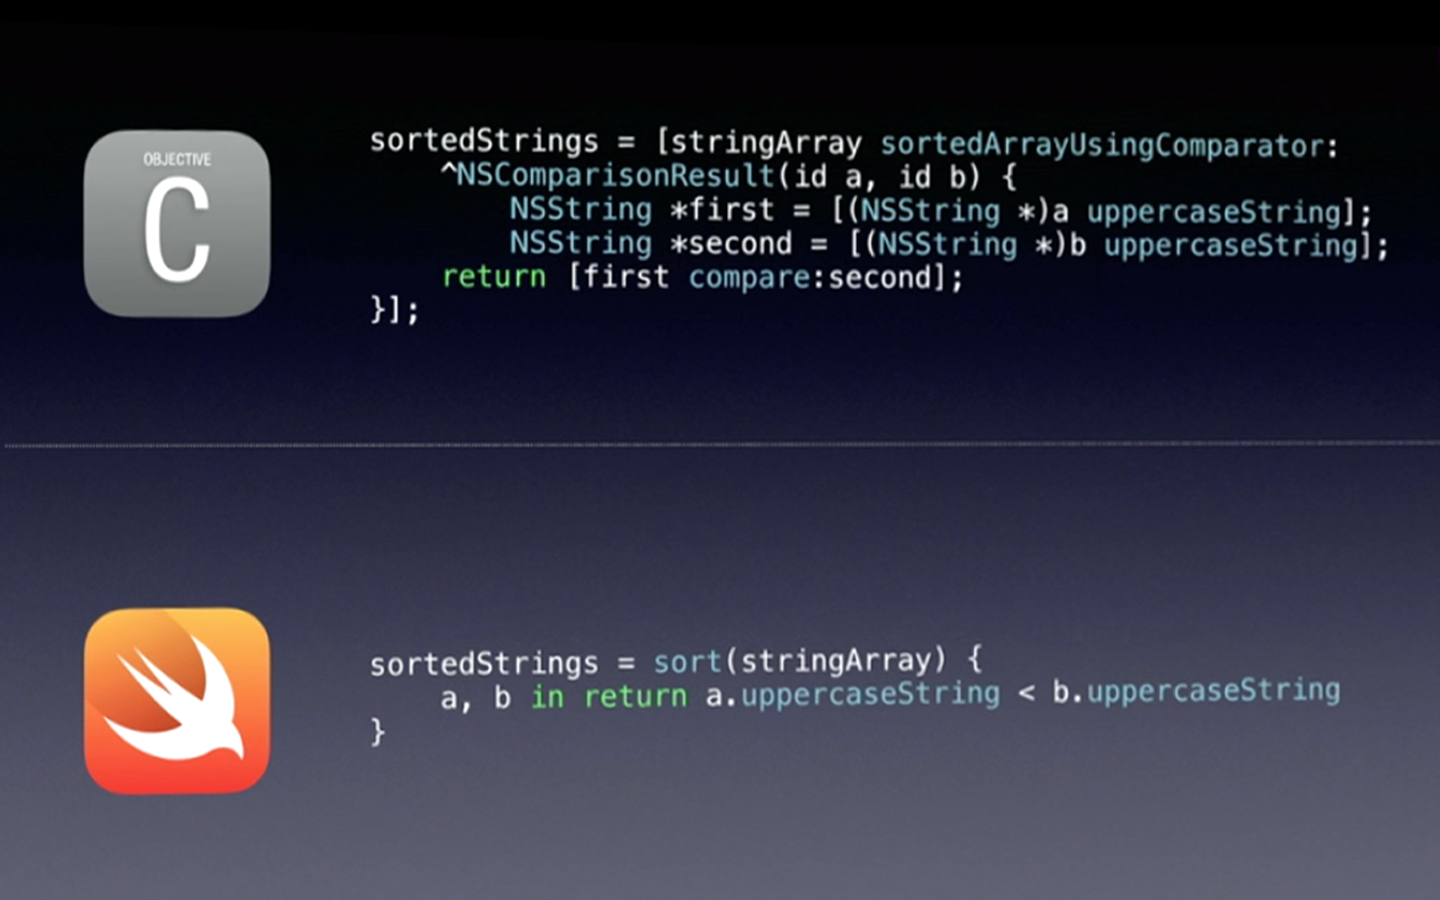 OBJECTIVE
C
sortedStrings = [stringArray sortedArrayUsingComparator:
^NSComparisonResult(id a, id b) {
NSString *first = [(NSString *)a uppercaseString];
NSString *second = [(NSString *)b uppercaseString];
return [first compare:second];
}];
sortedStrings = sort(stringArray) {
a, b in return a.uppercaseString < b.uppercaseString
}